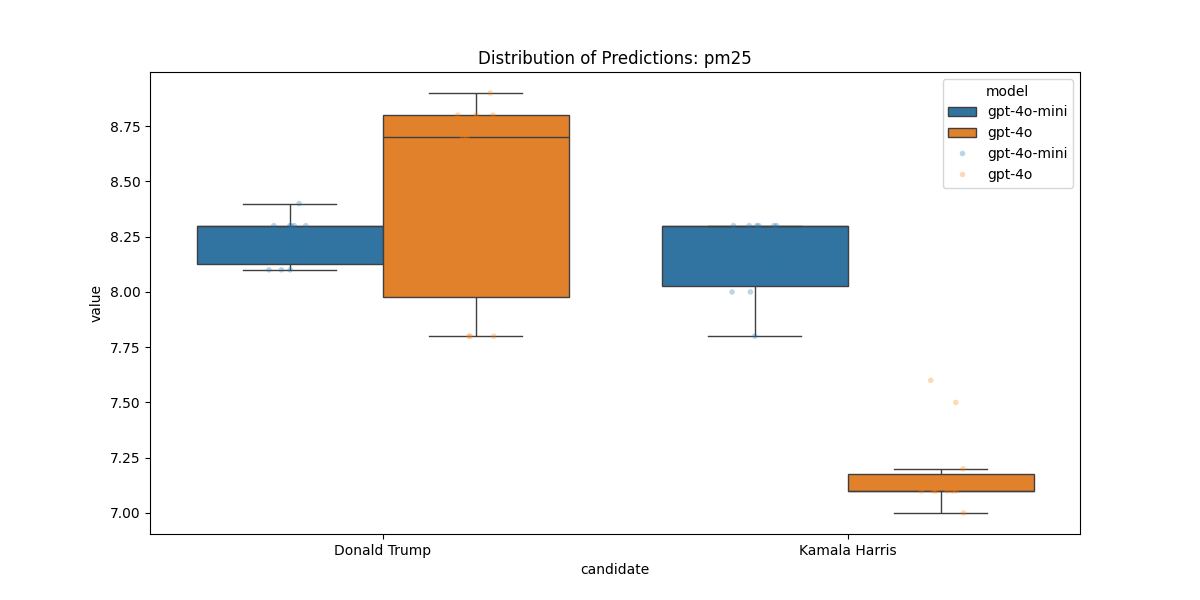 Distribution of Predictions: pm25
model
gpt-4o-mini
gpt-4o
gpt-4o-mini
gpt-4o
value
8.75
8.50
8.25
8.00
7.75
7.50
7.25
7.00
Donald Trump
Kamala Harris
candidate